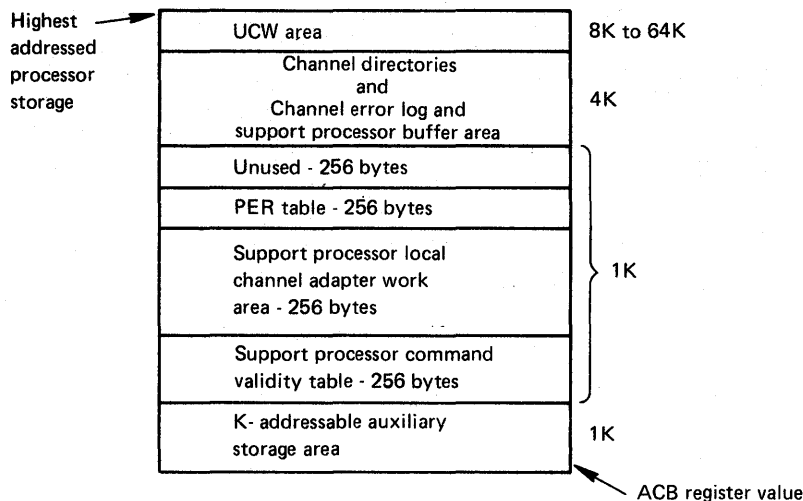 Highest
addressed
processor
storage
UCW area
8K to 64K
Channel directories
and
Channel error log and
support processor buffer area
4K
Unused - 256 bytes
PER table - 256 bytes
Support processor local
channel adapter work
area - 256 bytes
Support processor command
validity table - 256 bytes
1K
K- addressable auxiliary
storage area
1K
ACB register value